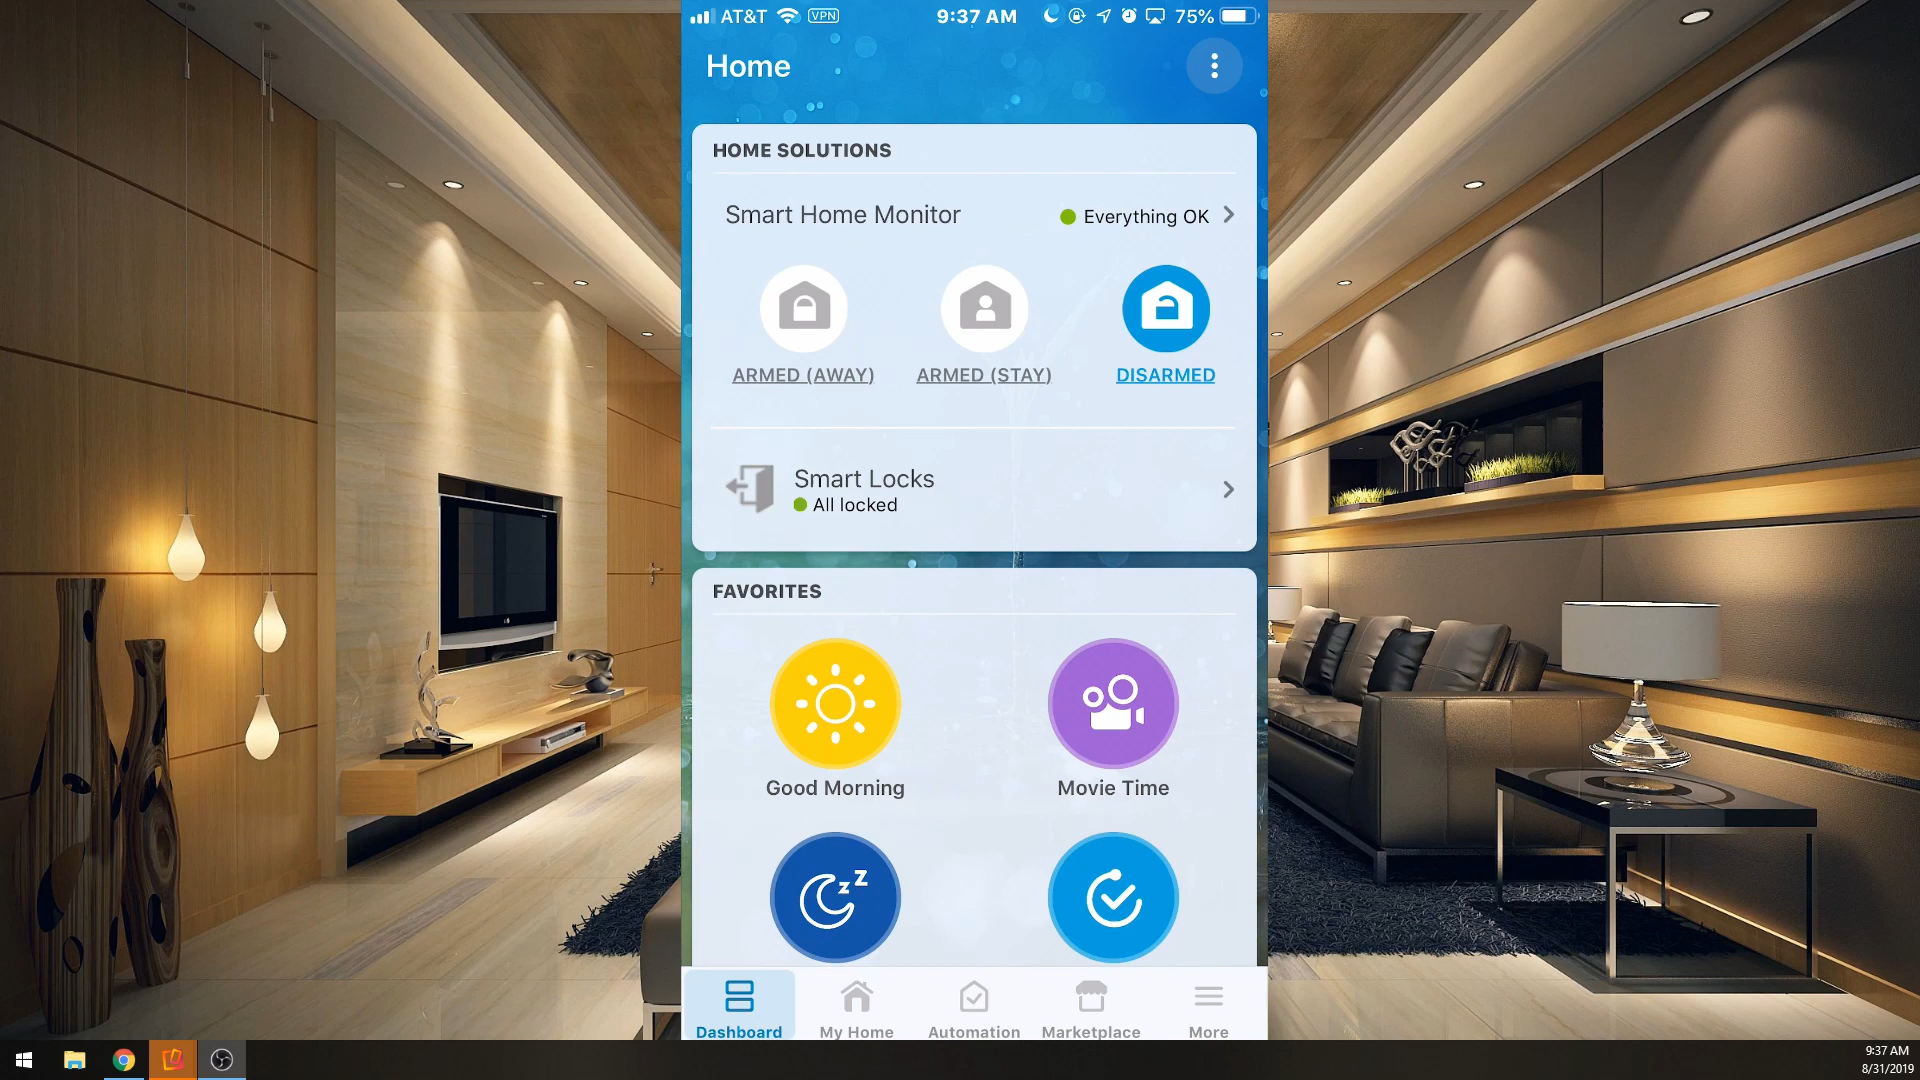 AT&T VPN 9:37 AM 75%
Home
HOME SOLUTIONS
Smart Home Monitor Everything OK
ARMED (AWAY) ARMED (STAY) DISARMED
Smart Locks
All locked
FAVORITES
Good Morning Movie Time
Dashboard My Home Automation Marketplace More
9:37 AM
8/31/2019